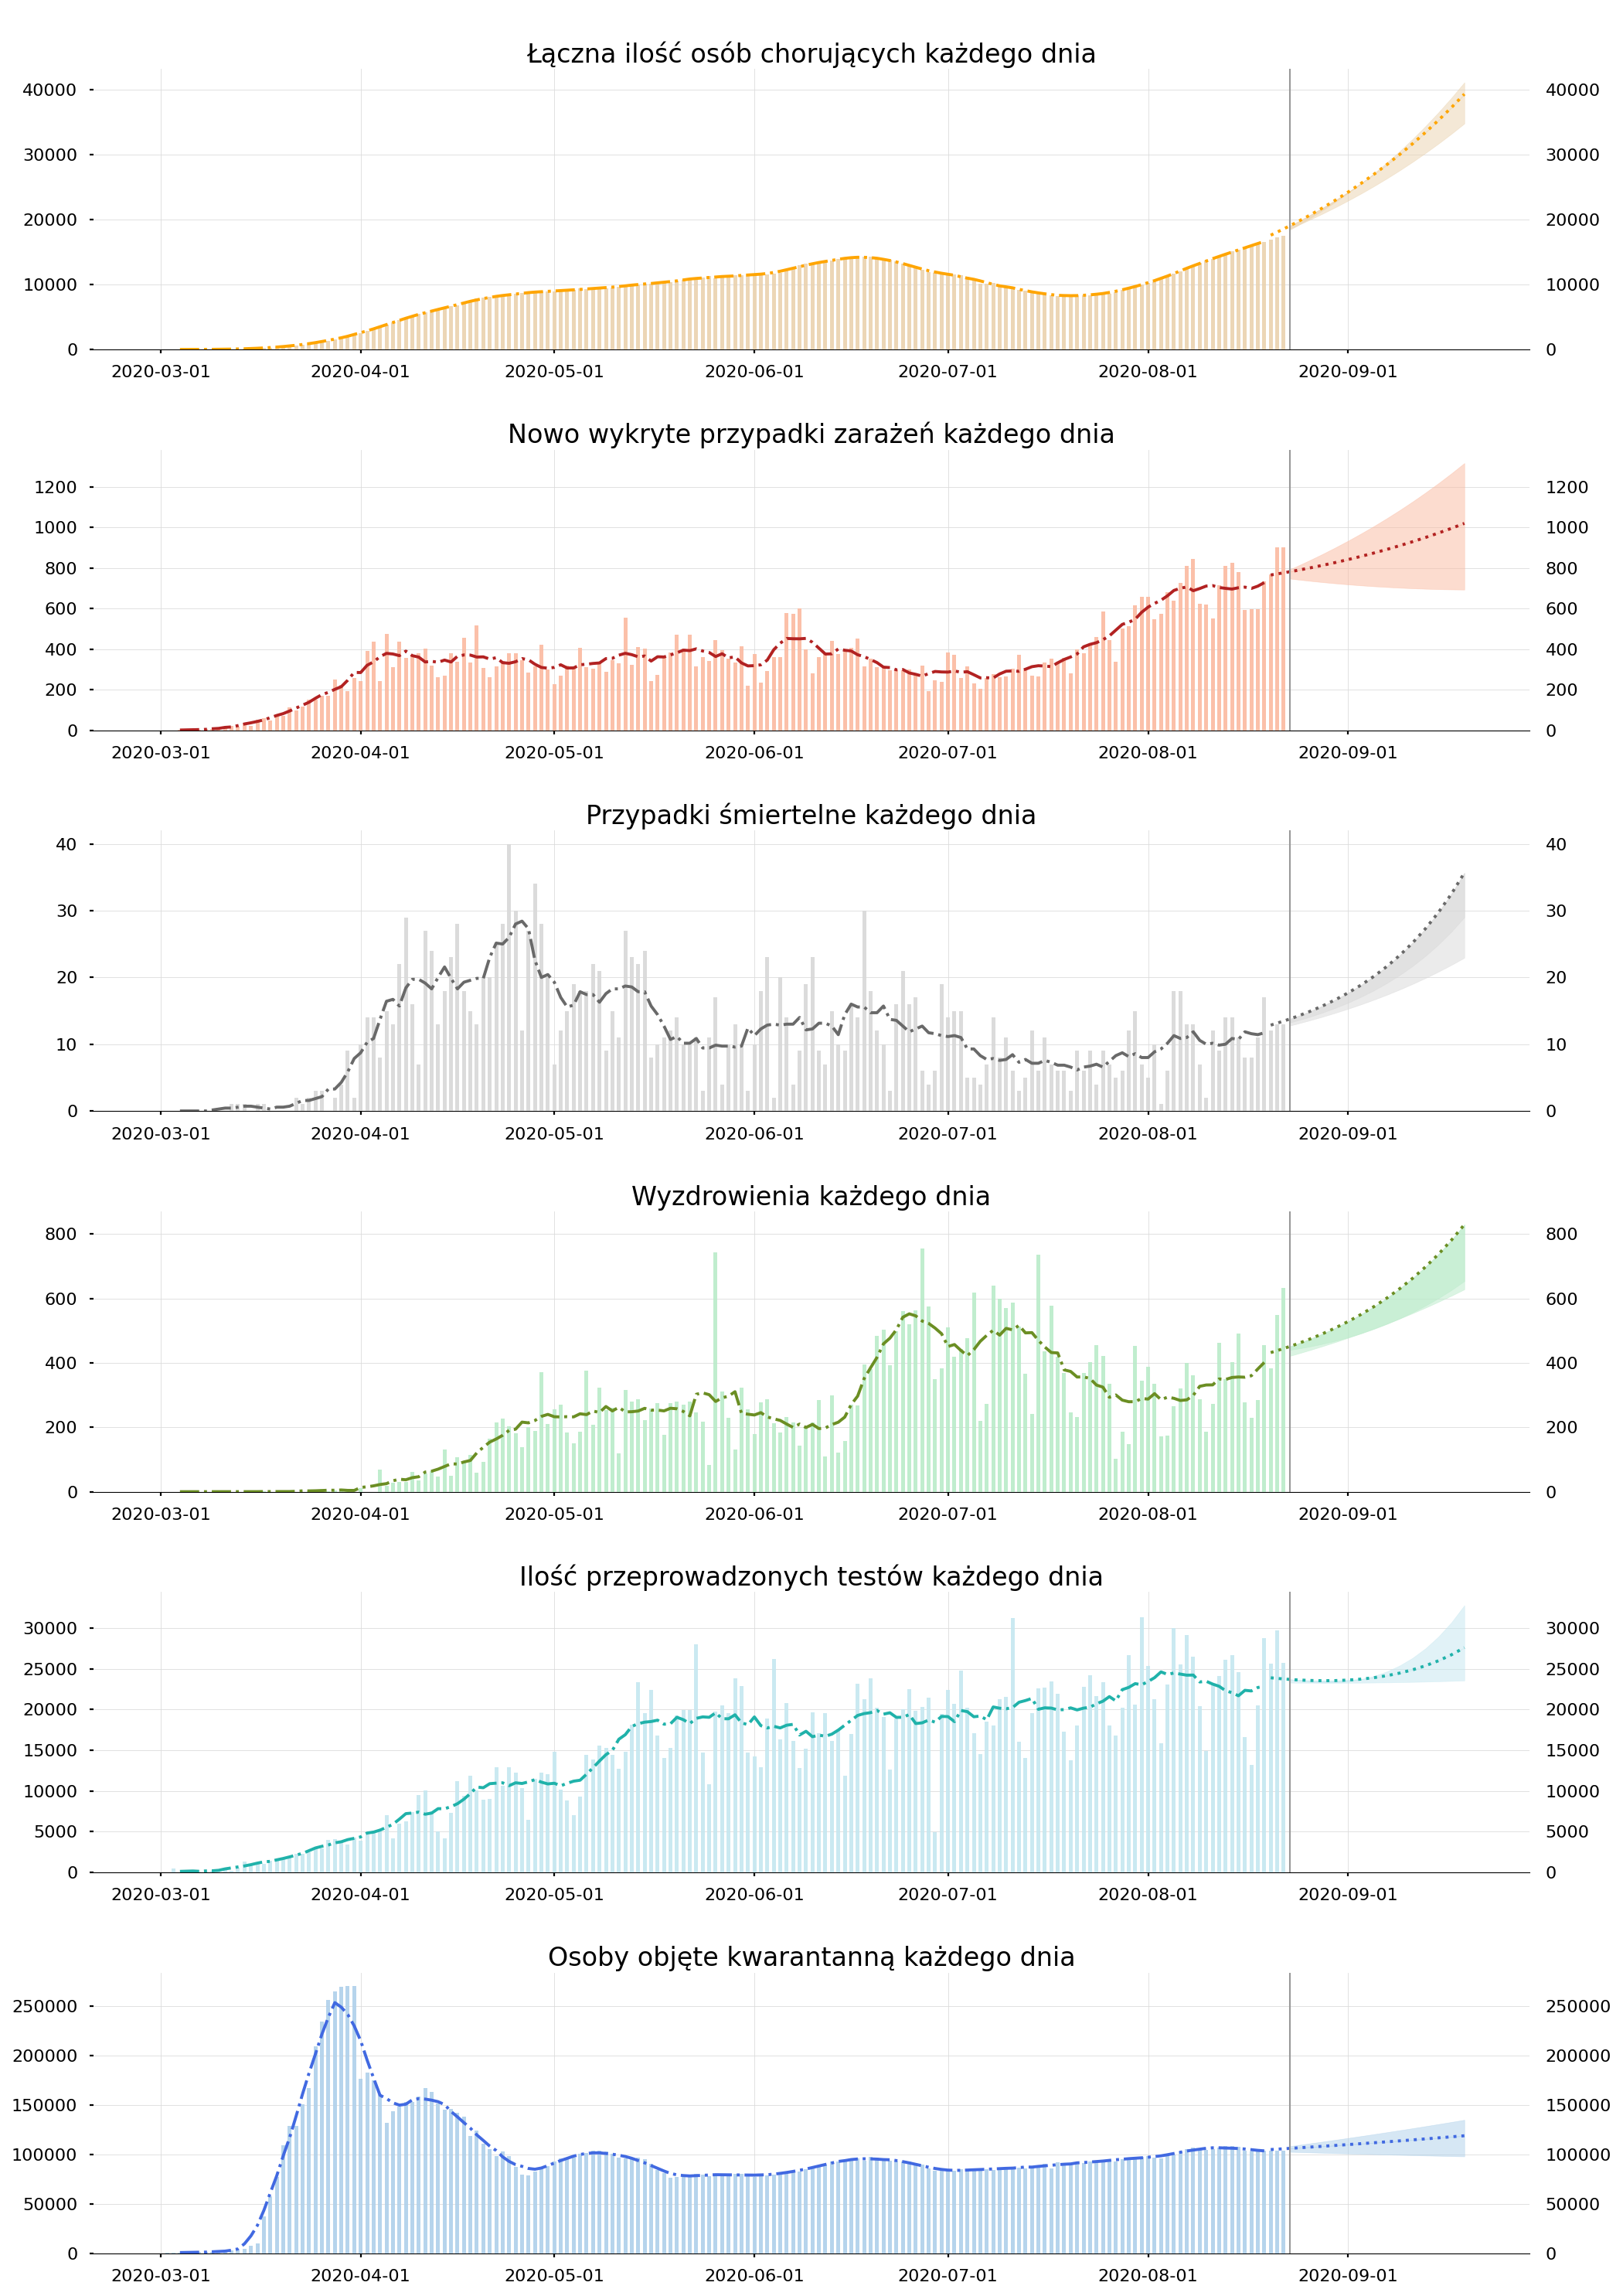 Łączna ilość osób chorujących każdego dnia
40000 40000
30000 30000
20000 20000
10000 10000
0 0
2020-03-01 2020-04-01 2020-05-01 2020-06-01 2020-07-01 2020-08-01 2020-09-01
Nowo wykryte przypadki zarażeń każdego dnia
1200 1200
1000 1000
800 800
600 600
400 400
200 200
0 0
2020-03-01 2020-04-01 2020-05-01 2020-06-01 2020-07-01 2020-08-01 2020-09-01
Przypadki śmiertelne każdego dnia
40 40
30 30
20 20
10 10
0 0
2020-03-01 2020-04-01 2020-05-01 2020-06-01 2020-07-01 2020-08-01 2020-09-01
Wyzdrowienia każdego dnia
800 800
600 600
400 400
200 200
0 0
2020-03-01 2020-04-01 2020-05-01 2020-06-01 2020-07-01 2020-08-01 2020-09-01
Ilość przeprowadzonych testów każdego dnia
30000 30000
25000 25000
20000 20000
15000 15000
10000 10000
5000 5000
0 0
2020-03-01 2020-04-01 2020-05-01 2020-06-01 2020-07-01 2020-08-01 2020-09-01
Osoby objęte kwarantanną każdego dnia
250000 250000
200000 200000
150000 150000
100000 100000
50000 50000
0 0
2020-03-01 2020-04-01 2020-05-01 2020-06-01 2020-07-01 2020-08-01 2020-09-01